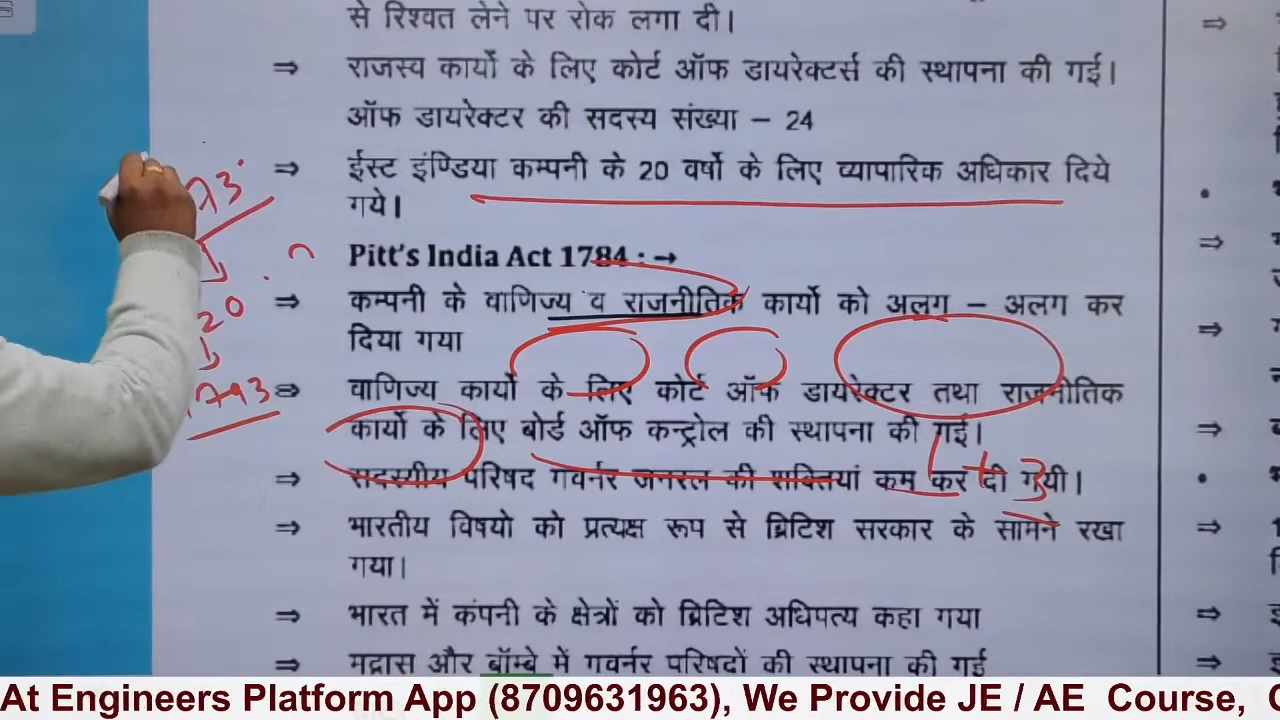 से रिश्वत लेने पर रोक लगा दी।
⇒ राजस्व कार्यो के लिए कोर्ट ऑफ डायरेक्टर्स की स्थापना की गई।
ऑफ डायरेक्टर की सदस्य संख्या – 24
⇒ ईस्ट इंण्डिया कम्पनी के 20 वर्षो के लिए व्यापारिक अधिकार दिये
गये।
73
Pitt's India Act 1784 : →
⇒ कम्पनी के वाणिज्य व राजनीतिक कार्यो को अलग – अलग कर
20
दिया गया
⇒ वाणिज्य कार्यो के लिए कोर्ट ऑफ डायरेक्टर तथा राजनीतिक
1793
कार्यो के लिए बोर्ड ऑफ कन्ट्रोल की स्थापना की गई।
⇒ सदस्यीय परिषद गवर्नर जनरल की शक्तियां कम कर दी गयी।
1 + 3
⇒ भारतीय विषयो को प्रत्यक्ष रूप से ब्रिटिश सरकार के सामने रखा
गया।
⇒ भारत में कंपनी के क्षेत्रों को ब्रिटिश अधिपत्य कहा गया
⇒ मद्रास और बॉम्बे में गवर्नर परिषदों की स्थापना की गई
At Engineers Platform App (8709631963), We Provide JE / AE Course,